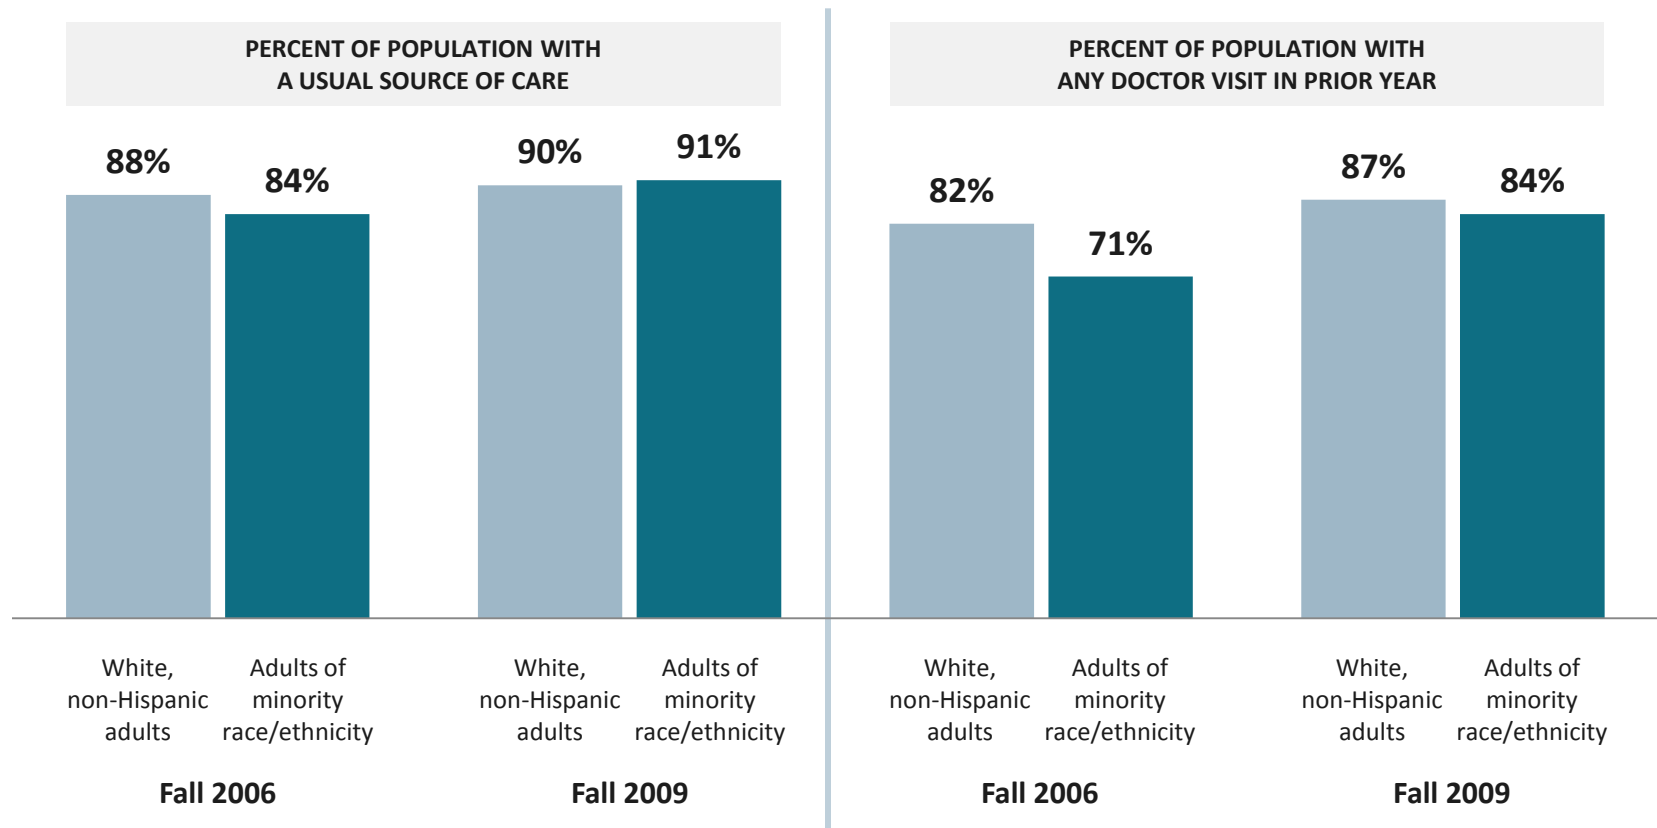 PERCENT OF POPULATION WITH
A USUAL SOURCE OF CARE
88%
84%
90%
91%
White,
non-Hispanic
adults
Adults of
minority
race/ethnicity
White,
non-Hispanic
adults
Adults of
minority
race/ethnicity
Fall 2006
Fall 2009
PERCENT OF POPULATION WITH
ANY DOCTOR VISIT IN PRIOR YEAR
82%
71%
87%
84%
White,
non-Hispanic
adults
Adults of
minority
race/ethnicity
White,
non-Hispanic
adults
Adults of
minority
race/ethnicity
Fall 2006
Fall 2009